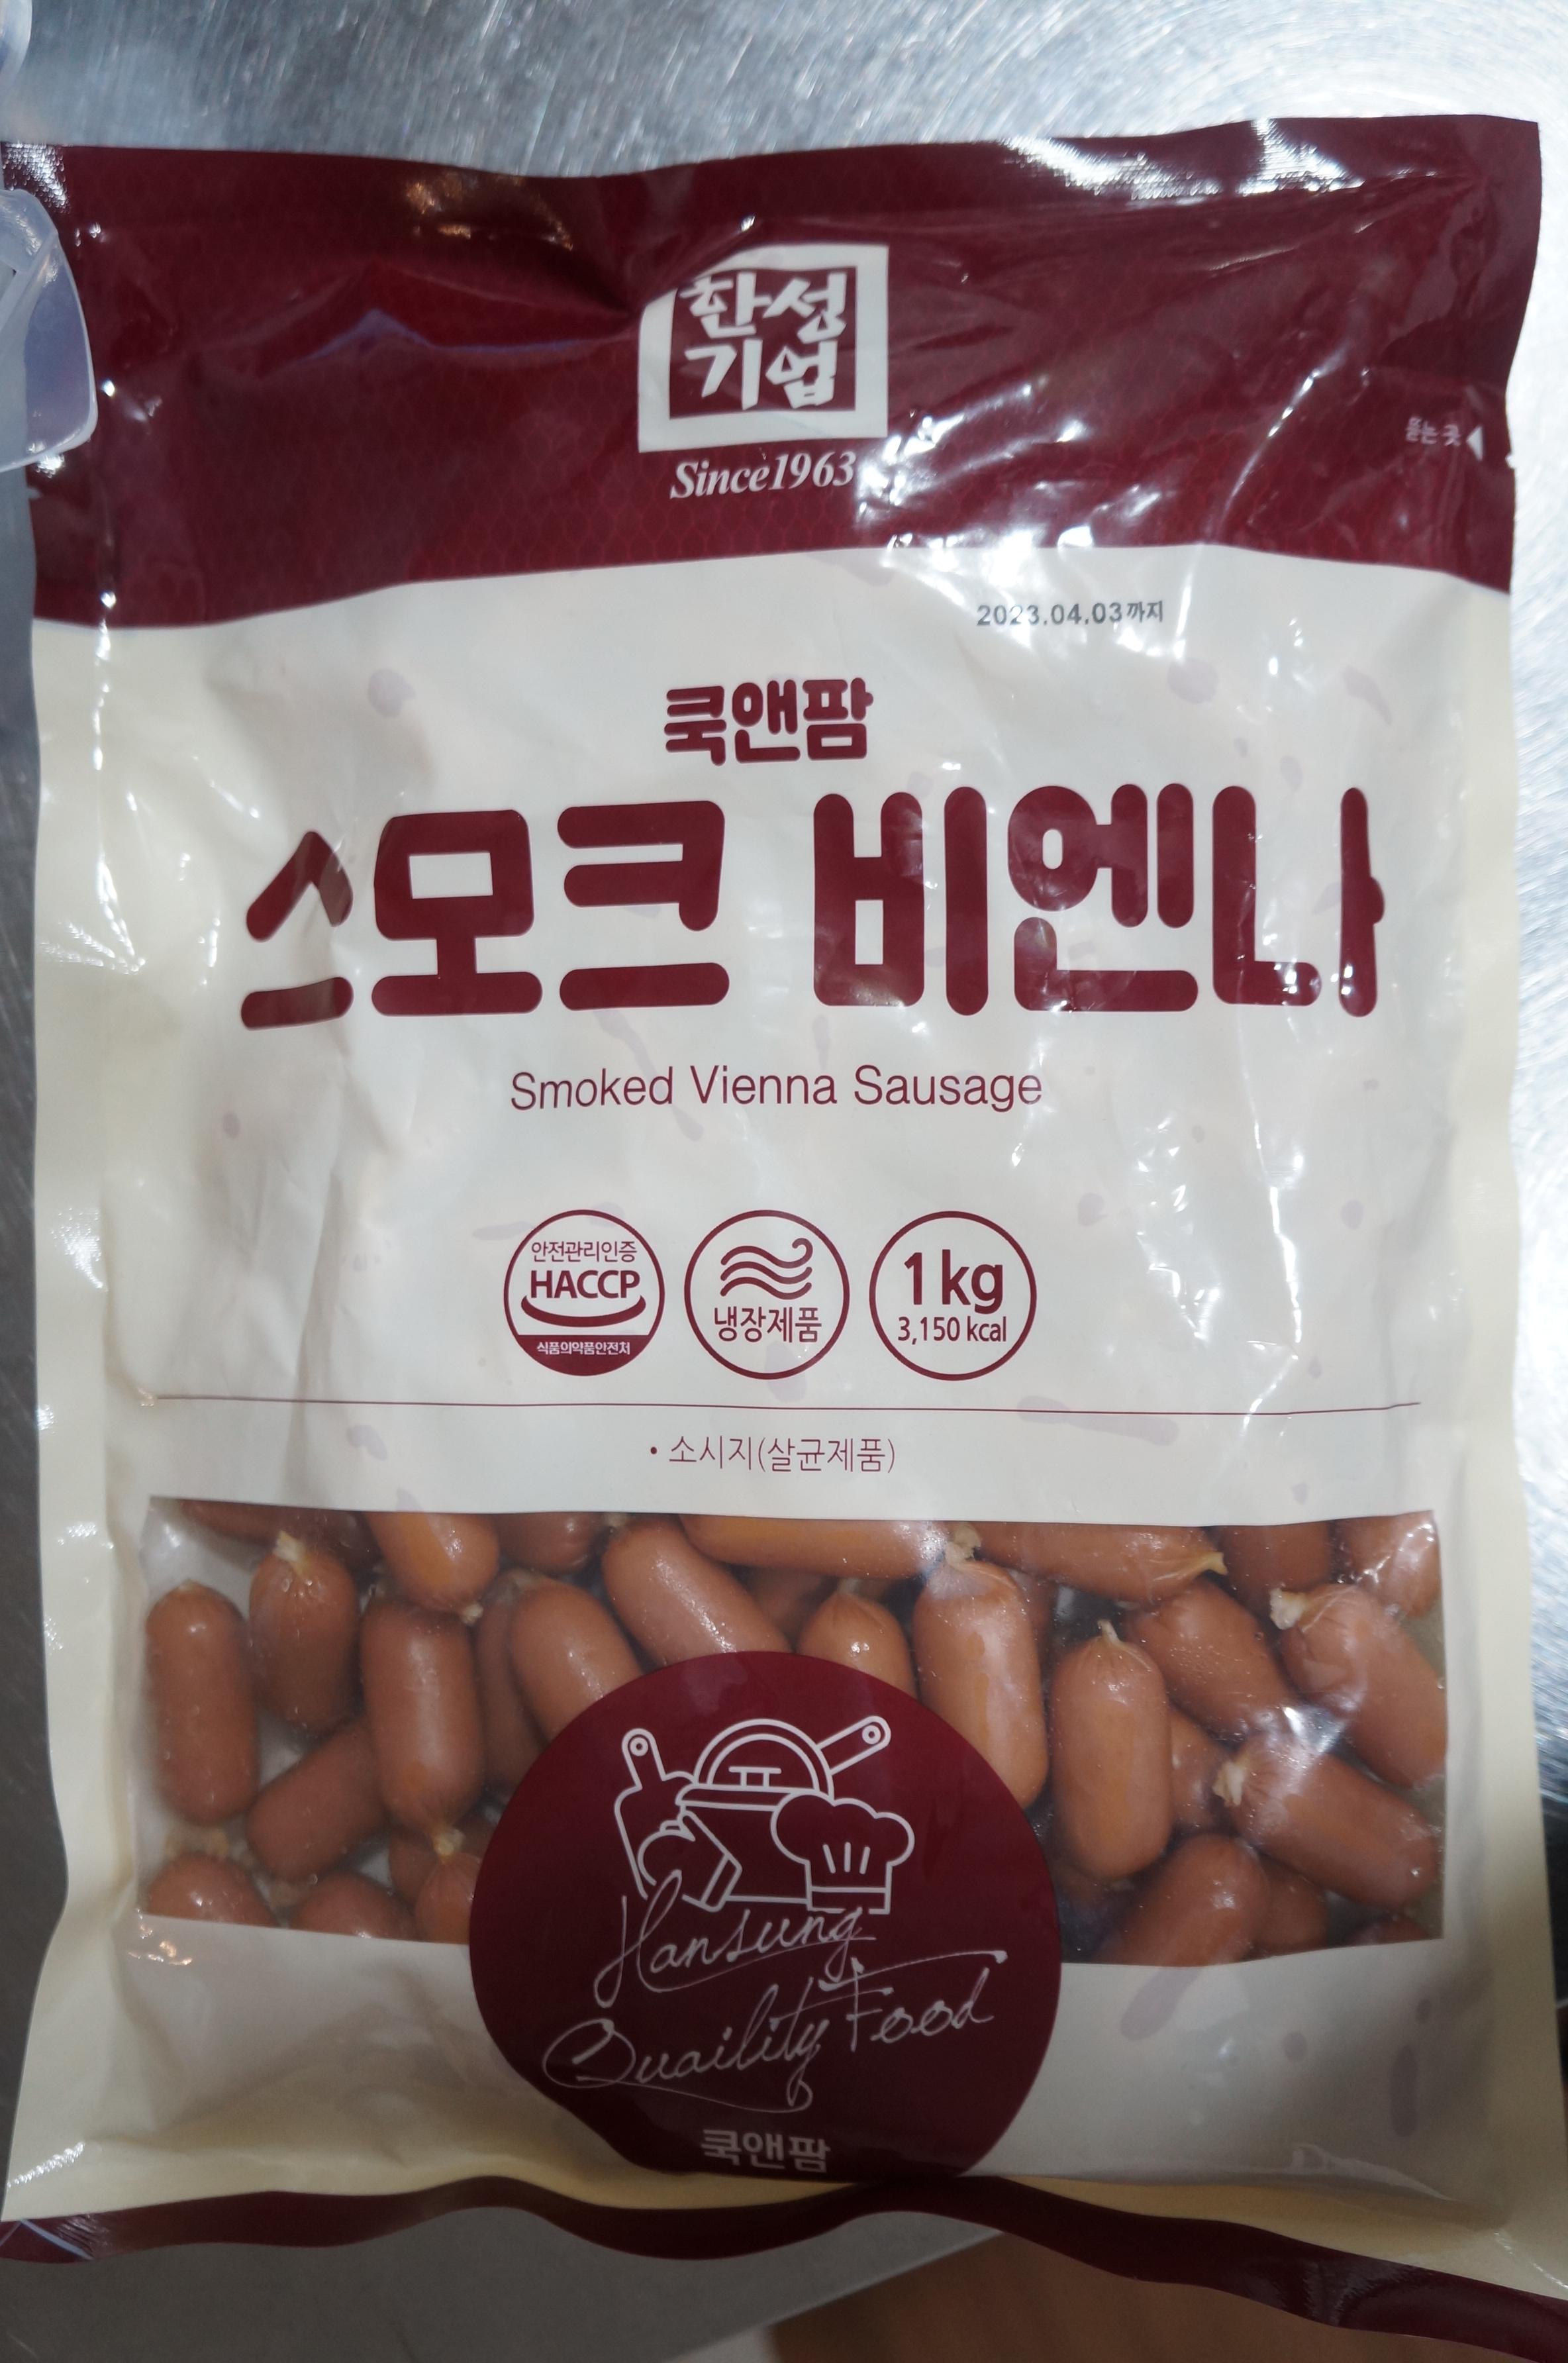 한성
기업
Since1963
뜯는 곳
2023.04.03까지
쿡앤팜
스모크 비엔나
Smoked Vienna Sausage
안전관리인증
HACCP
식품의약품안전처
냉장제품
1kg
3,150 kcal
• 소시지(살균제품)
Hansung
Quaility Food
쿡앤팜